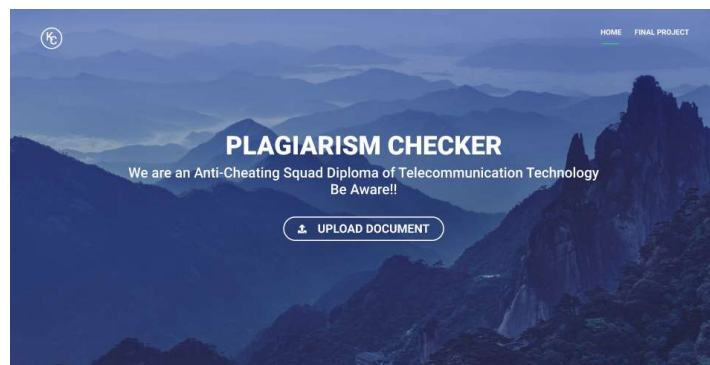 KC
HOME FINAL PROJECT
PLAGIARISM CHECKER
We are an Anti-Cheating Squad Diploma of Telecommunication Technology
Be Aware!!
UPLOAD DOCUMENT